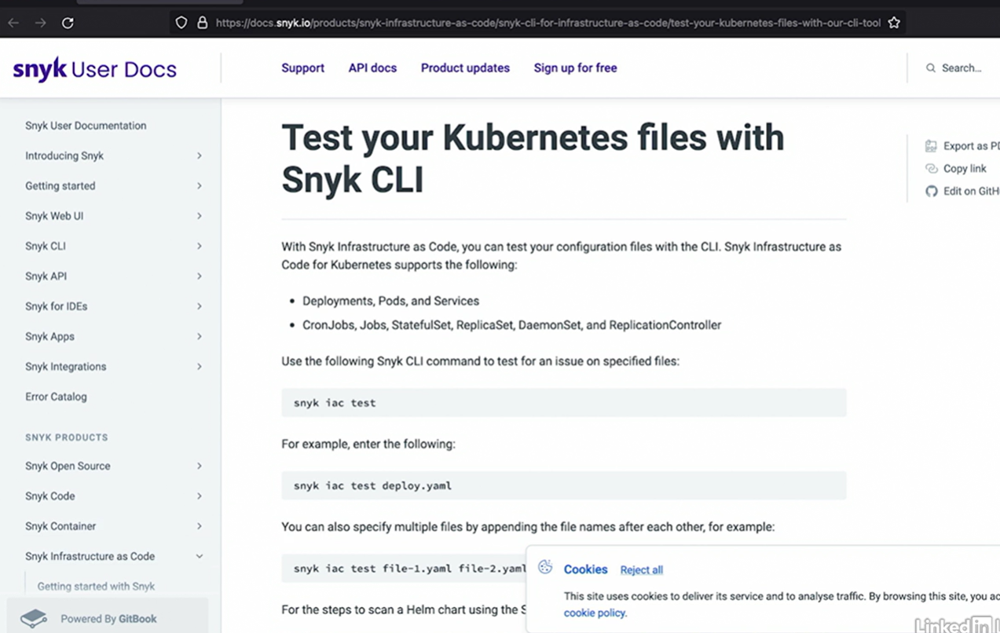 https://docs.snyk.io/products/snyk-infrastructure-as-code/snyk-cli-for-infrastructure-as-code/test-your-kubernetes-files-with-our-cli-tool
snyk User Docs
Support
API docs
Product updates
Sign up for free
Search...
Snyk User Documentation
Introducing Snyk
Getting started
Snyk Web UI
Snyk CLI
Snyk API
Snyk for IDEs
Snyk Apps
Snyk Integrations
Error Catalog
SNYK PRODUCTS
Snyk Open Source
Snyk Code
Snyk Container
Snyk Infrastructure as Code
Getting started with Snyk
Powered By GitBook
Test your Kubernetes files with
Snyk CLI
With Snyk Infrastructure as Code, you can test your configuration files with the CLI. Snyk Infrastructure as
Code for Kubernetes supports the following:
• Deployments, Pods, and Services
• CronJobs, Jobs, StatefulSet, ReplicaSet, DaemonSet, and ReplicationController
Use the following Snyk CLI command to test for an issue on specified files:
snyk iac test
For example, enter the following:
snyk iac test deploy.yaml
You can also specify multiple files by appending the file names after each other, for example:
snyk iac test file-1.yaml file-2.yaml
For the steps to scan a Helm chart using the S
Export as PD
Copy link
Edit on GitH
Cookies
Reject all
This site uses cookies to deliver its service and to analyse traffic. By browsing this site, you ac
cookie policy.
LinkedIn L